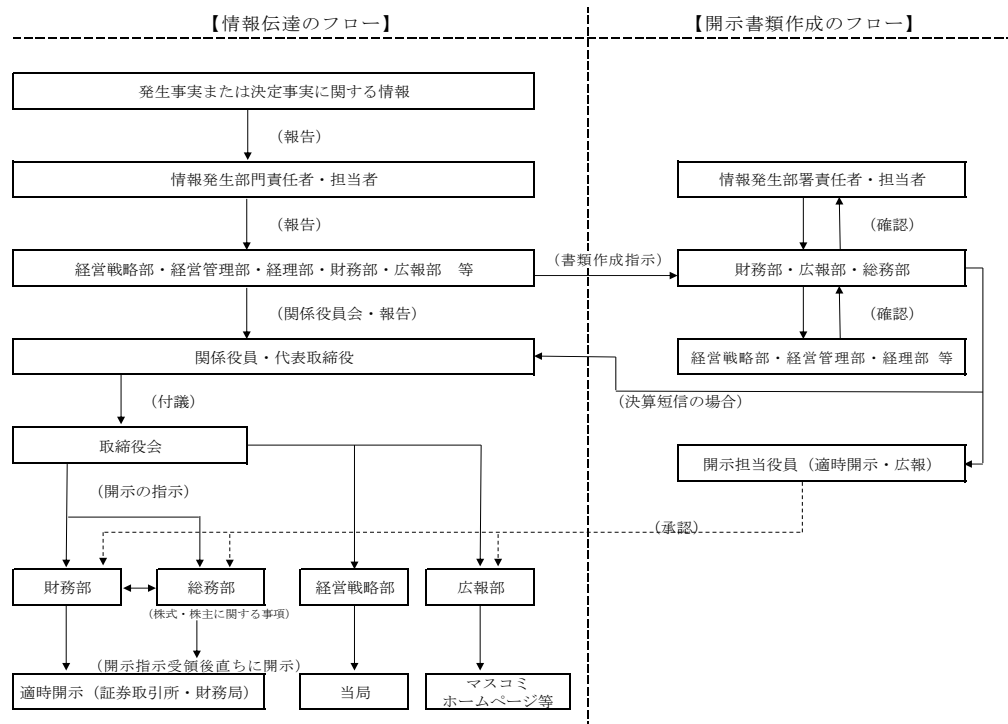 【情報伝達のフロー】
【開示書類作成のフロー】
発生事実または決定事実に関する情報
（報告）
情報発生部門責任者・担当者
情報発生部署責任者・担当者
（報告）
（確認）
経営戦略部・経営管理部・経理部・財務部・広報部　等
（書類作成指示）
財務部・広報部・総務部
（関係役員会・報告）
（確認）
関係役員・代表取締役
経営戦略部・経営管理部・経理部 等
（付議）
（決算短信の場合）
取締役会
開示担当役員（適時開示・広報）
（開示の指示）
（承認）
財務部
総務部
経営戦略部
広報部
（株式・株主に関する事項）
（開示指示受領後直ちに開示）
適時開示（証券取引所・財務局）
当局
マスコミ
ホームページ等